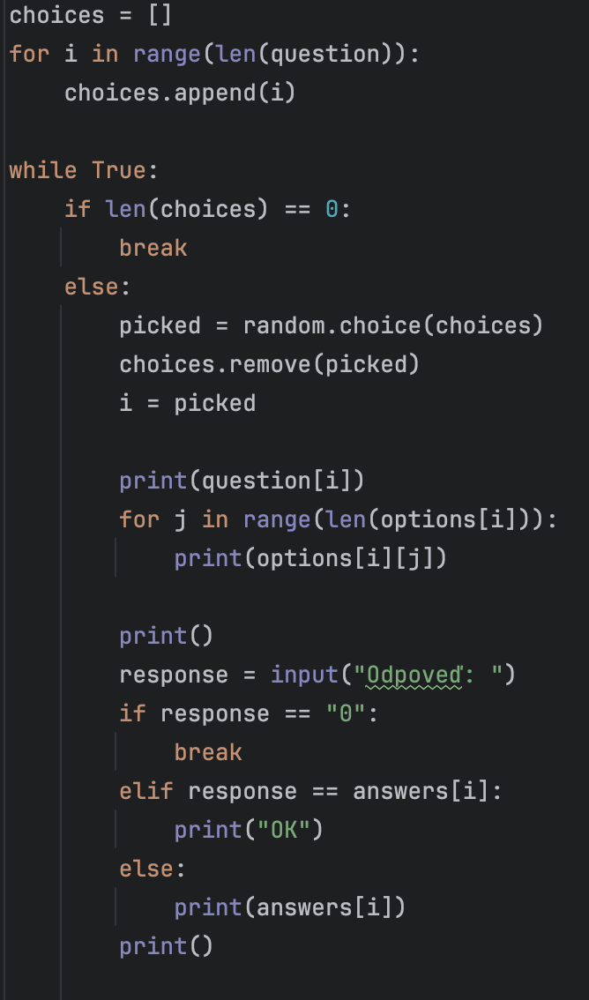 choices = []
for i in range(len(question)):
    choices.append(i)

while True:
    if len(choices) == 0:
        break
    else:
        picked = random.choice(choices)
        choices.remove(picked)
        i = picked

        print(question[i])
        for j in range(len(options[i])):
            print(options[i][j])

        print()
        response = input("Odpoveď: ")
        if response == "0":
            break
        elif response == answers[i]:
            print("OK")
        else:
            print(answers[i])
        print()